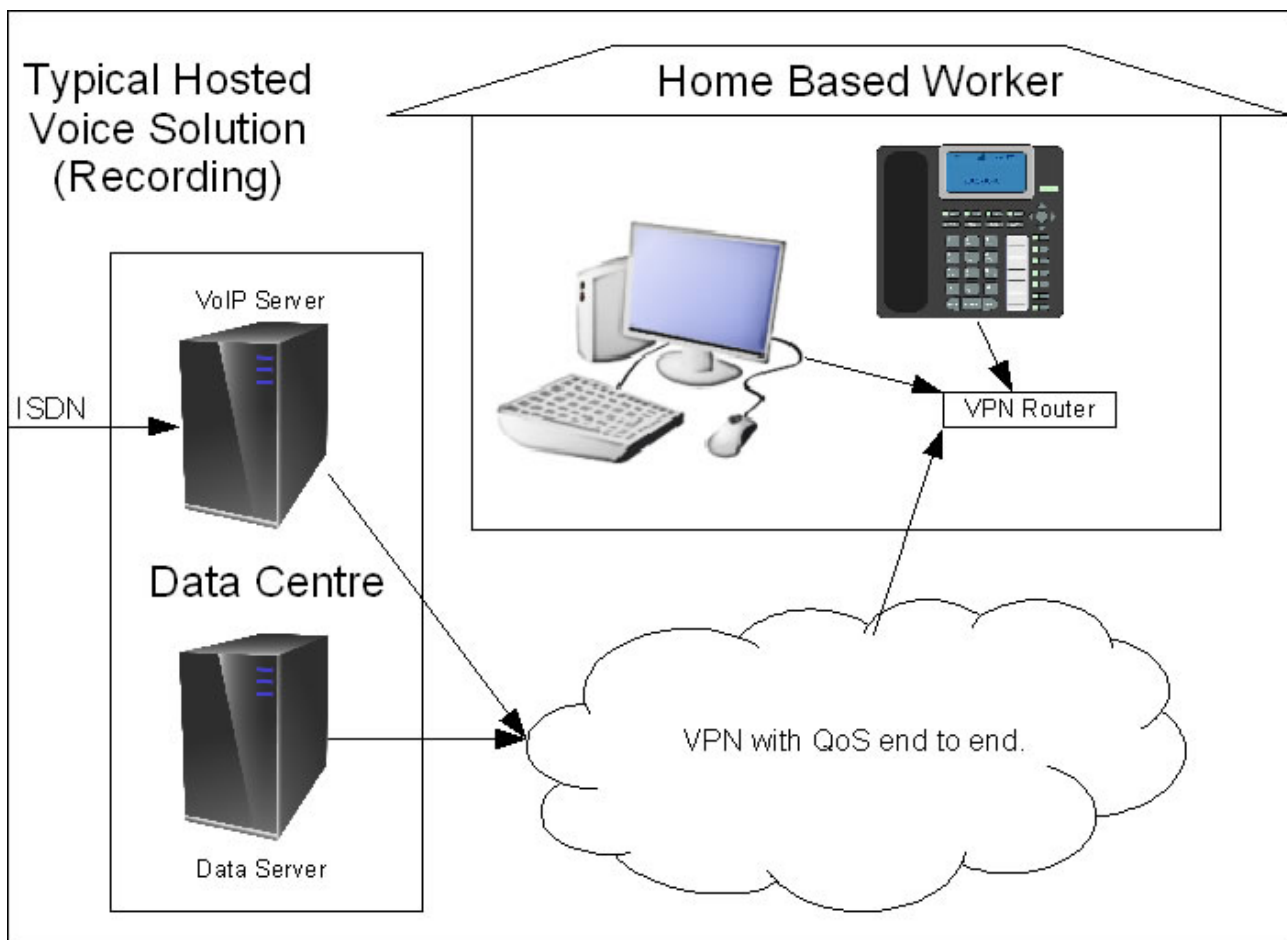 Typical Hosted
Voice Solution
(Recording)
Home Based Worker
VoIP Server
ISDN
VPN Router
Data Centre
VPN with QoS end to end.
Data Server